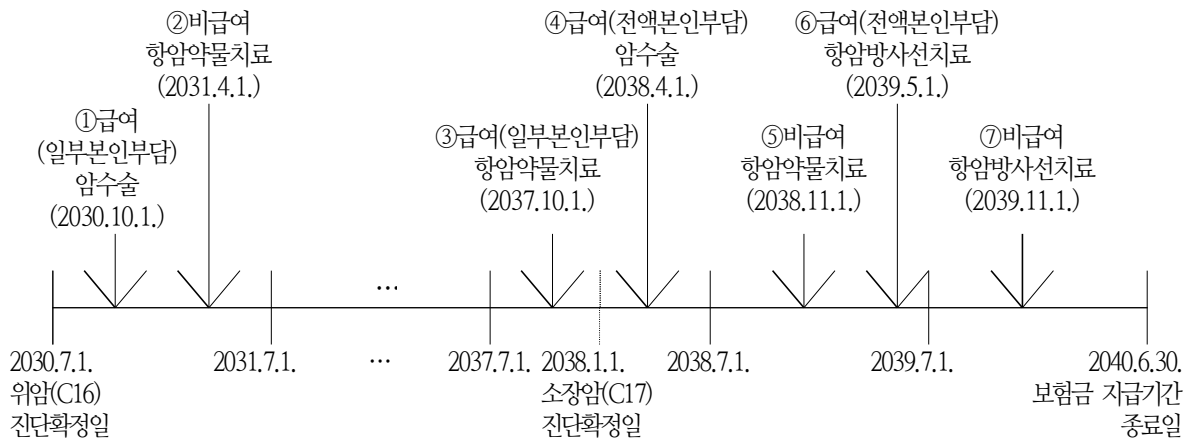 ②비급여
항암약물치료
(2031.4.1.)
④급여(전액본인부담)
암수술
(2038.4.1.)
⑥급여(전액본인부담)
항암방사선치료
(2039.5.1.)
①급여
(일부본인부담)
암수술
(2030.10.1.)
③급여(일부본인부담)
항암약물치료
(2037.10.1.)
⑤비급여
항암약물치료
(2038.11.1.)
⑦비급여
항암방사선치료
(2039.11.1.)
...
2030.7.1.
위암(C16)
진단확정일
2031.7.1.
...
2037.7.1.
2038.1.1.
소장암(C17)
진단확정일
2038.7.1.
2039.7.1.
2040.6.30.
보험금 지급기간
종료일